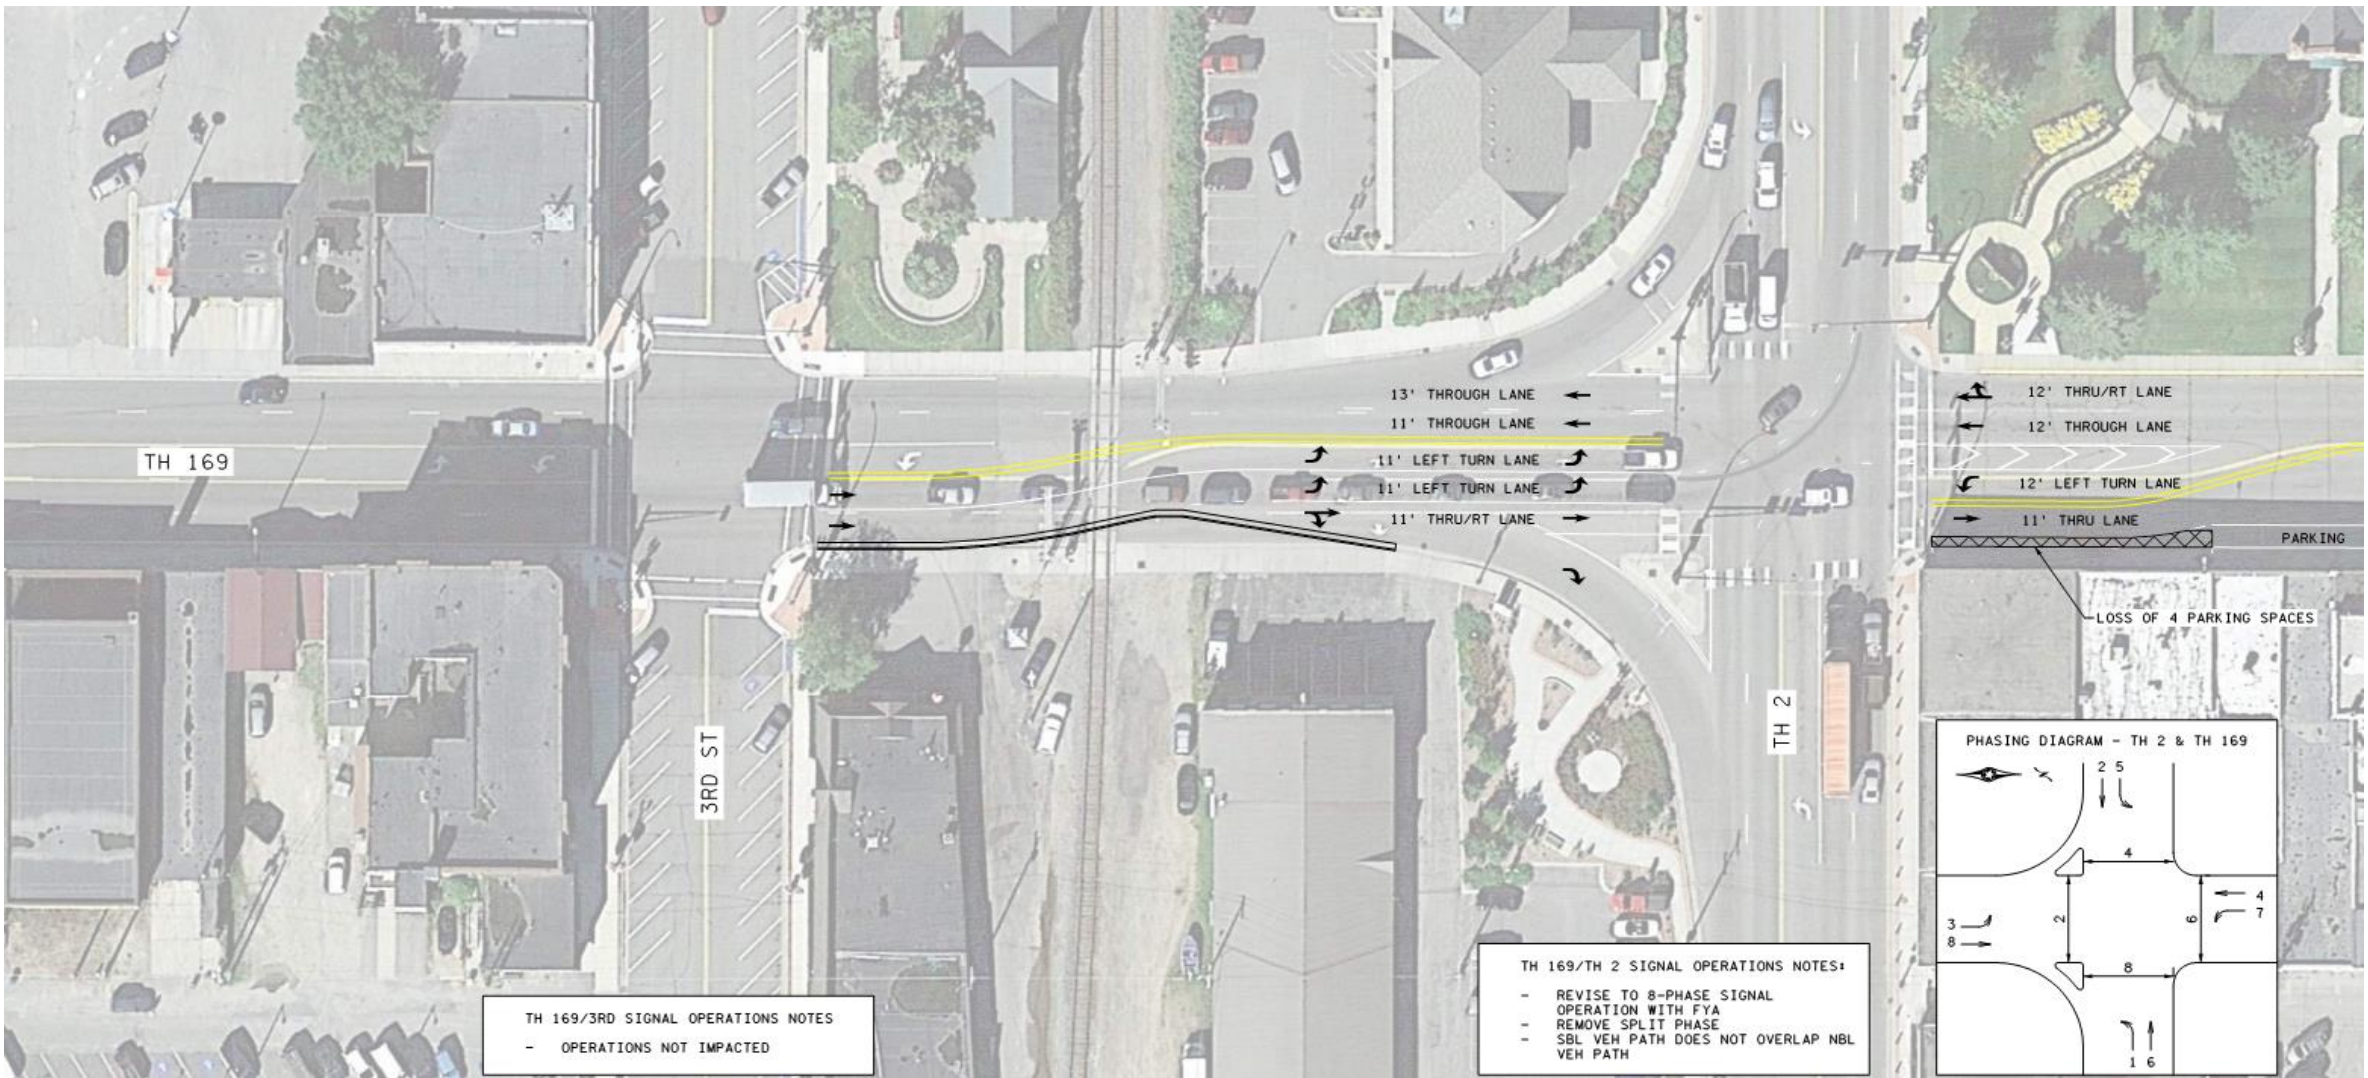 13' THROUGH LANE
11' THROUGH LANE
11' LEFT TURN LANE
11' LEFT TURN LANE
11' THRU/RT LANE
12' THRU/RT LANE
12' THROUGH LANE
12' LEFT TURN LANE
11' THRU LANE
PARKING
LOSS OF 4 PARKING SPACES
TH 169
3RD ST
TH 2
TH 169/3RD SIGNAL OPERATIONS NOTES
- OPERATIONS NOT IMPACTED
TH 169/TH 2 SIGNAL OPERATIONS NOTES:
- REVISE TO 8-PHASE SIGNAL
OPERATION WITH FYA
- REMOVE SPLIT PHASE
- SBL VEH PATH DOES NOT OVERLAP NBL
VEH PATH
PHASING DIAGRAM - TH 2 & TH 169
2 5
4
4
7
2
6
3
8
8
1 6